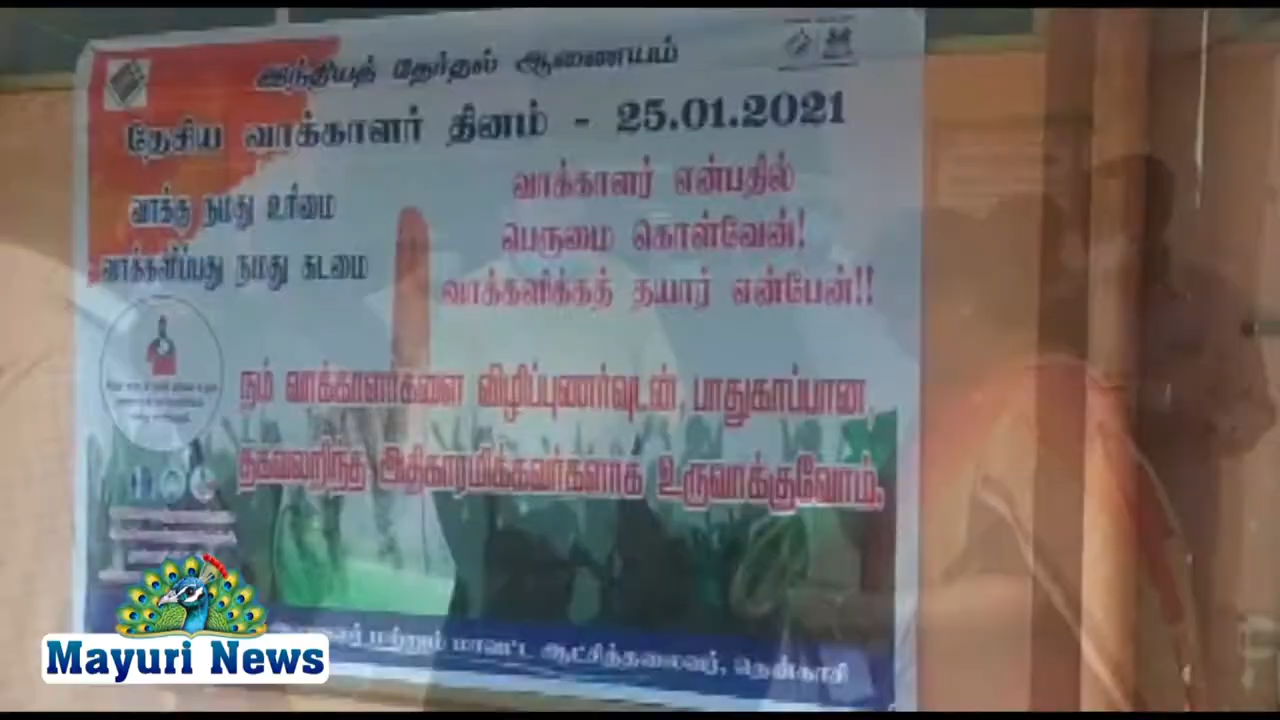 இந்தியத் தேர்தல் ஆணையம்
தேசிய வாக்காளர் தினம் - 25.01.2021
வாக்கு நமது உரிமை
வாக்களிப்பது நமது கடமை
வாக்காளர் என்பதில்
பெருமை கொள்வேன்!
வாக்களிக்கத் தயார் என்பேன்!!
நம் வாக்காளர்களை விழிப்புணர்வுடன், பாதுகாப்பான,
தகவலறிந்த அதிகாரமிக்கவர்களாக உருவாக்குவோம்.
மற்றும் மாவட்ட ஆட்சித்தலைவர், தென்காசி
Mayuri News